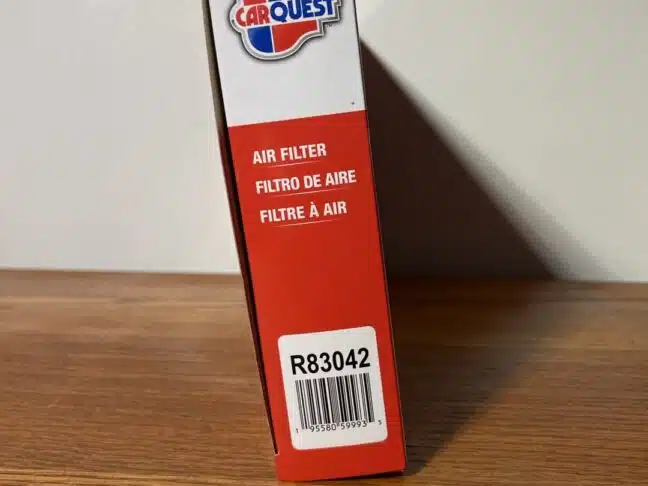 CARQUEST
AIR FILTER
FILTRO DE AIRE
FILTRE À AIR
R83042
1 95580 59993 5